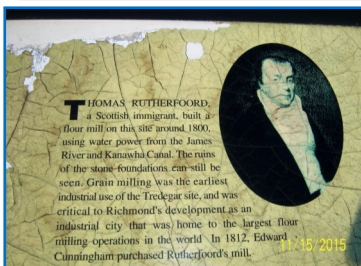 THOMAS RUTHERFOORD,
a Scottish immigrant, built a
flour mill on this site around 1800,
using water power from the James
River and Kanawha Canal. The ruins
of the stone foundations can still be
seen. Grain milling was the earliest
industrial use of the Tredegar site, and was
critical to Richmond's development as an
industrial city that was home to the largest flour
milling operations in the world. In 1812, Edward
Cunningham purchased Rutherfoord's mill.
11/15/2015